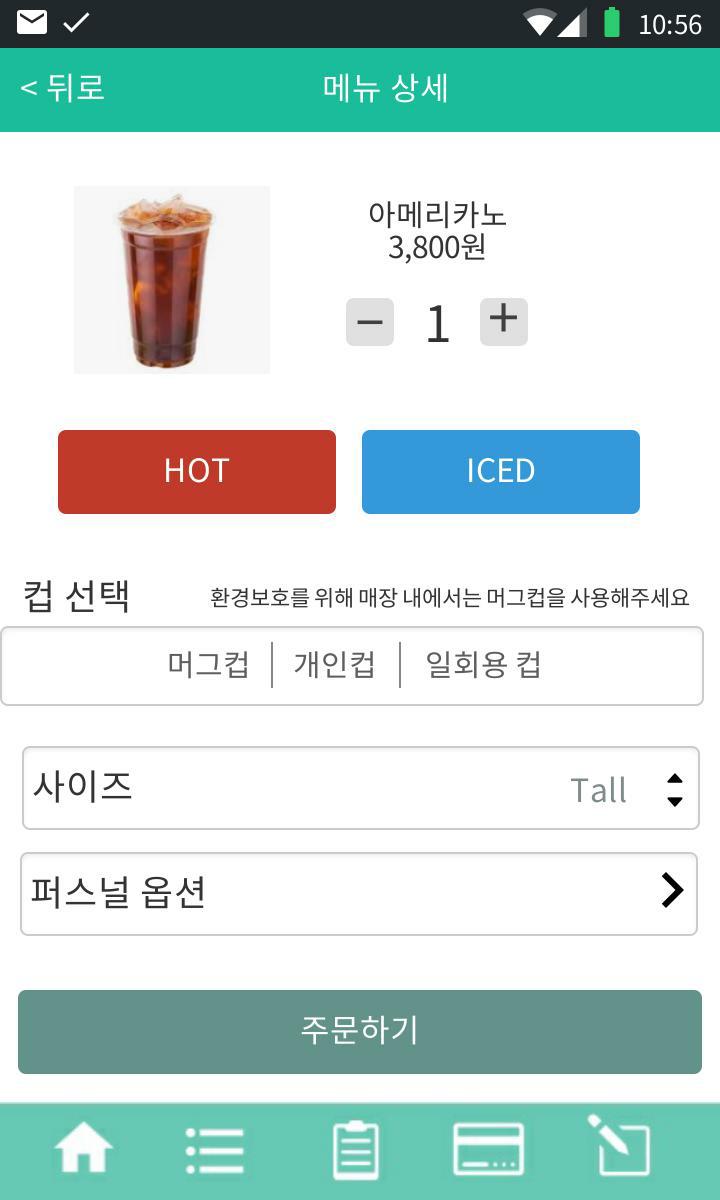 10:56
< 뒤로
메뉴 상세
아메리카노
3,800원
− 1 +
HOT
ICED
컵 선택
환경보호를 위해 매장 내에서는 머그컵을 사용해주세요
머그컵 | 개인컵 | 일회용 컵
사이즈
Tall
퍼스널 옵션
주문하기